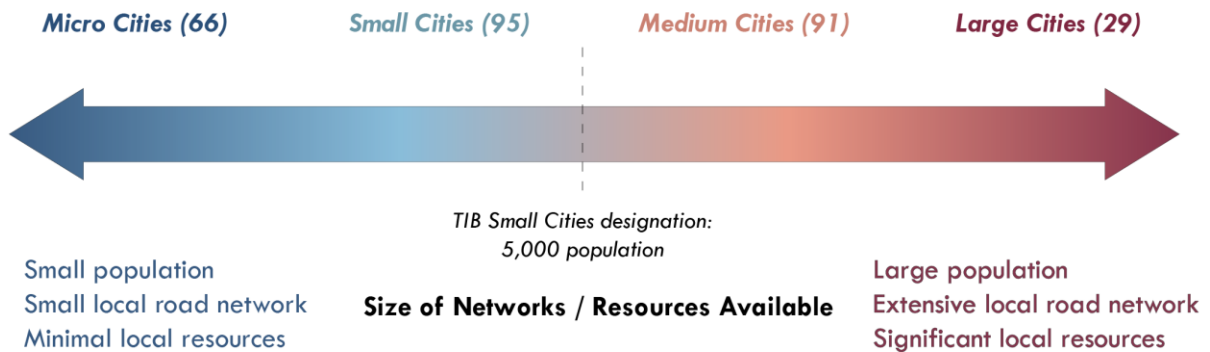 Micro Cities (66)
Small Cities (95)
Medium Cities (91)
Large Cities (29)
TIB Small Cities designation:
5,000 population
Small population
Small local road network
Minimal local resources
Size of Networks / Resources Available
Large population
Extensive local road network
Significant local resources